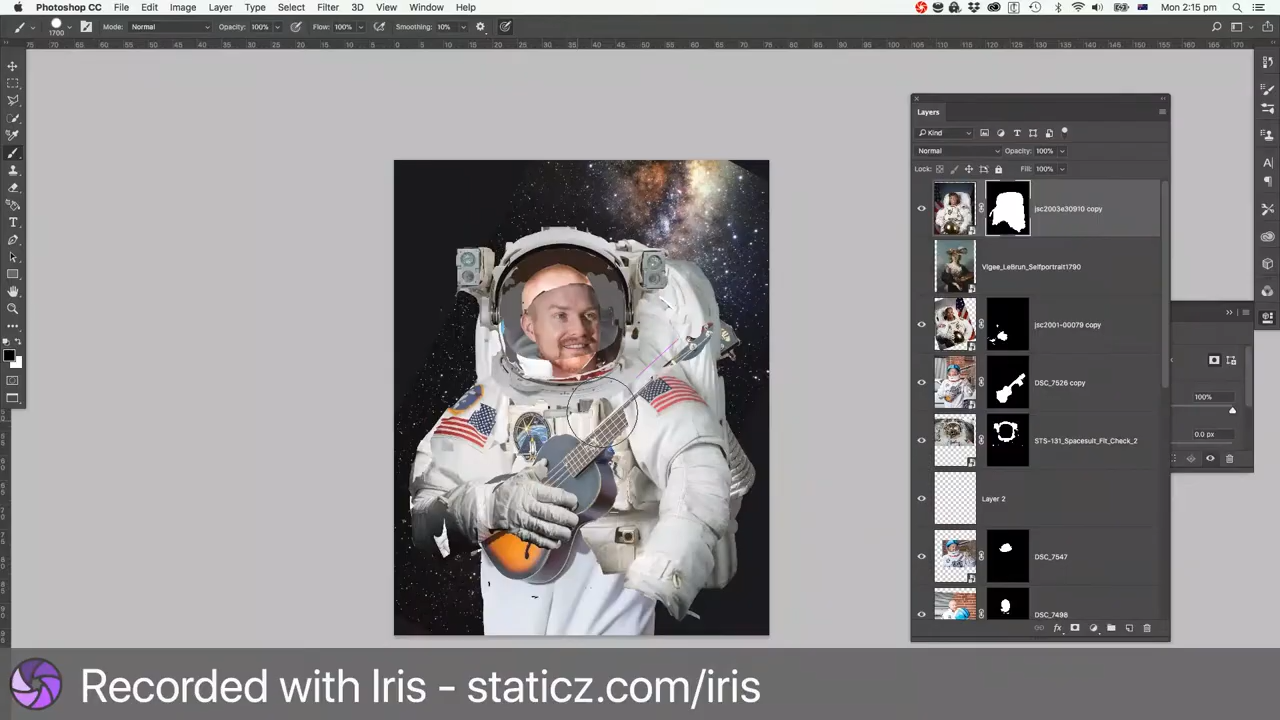 Photoshop CC File Edit Image Layer Type Select Filter 3D View Window Help
Mon 2:15 pm
1700 Mode: Normal Opacity: 100% Flow: 100% Smoothing: 10%
Layers
Kind
Normal Opacity: 100%
Lock: Fill: 100%
jsc2003e30910 copy
Vigee_LeBrun_Selfportrait1790
jsc2001-00079 copy
DSC_7526 copy
STS-131_Spacesuit_Fit_Check_2
Layer 2
DSC_7547
DSC_7498
100%
0.0 px
Recorded with Iris - staticz.com/iris